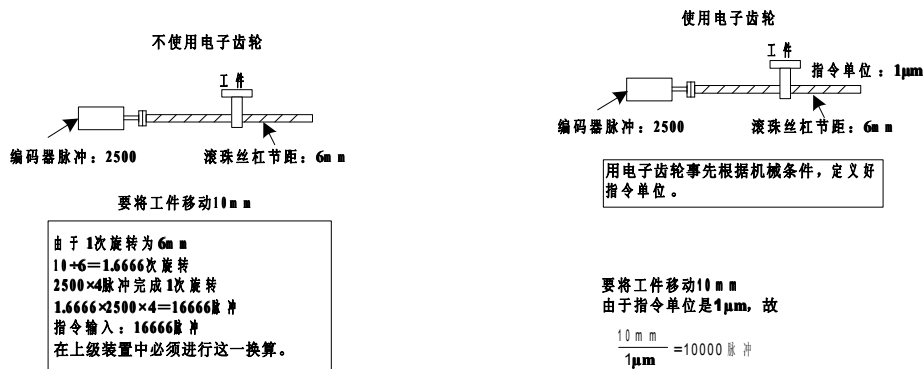 不使用电子齿轮
工件
编码器脉冲：2500
滚珠丝杠节距：6mm
要将工件移动10mm
由于1次旋转为6mm
10÷6＝1.6666次旋转
2500×4脉冲完成1次旋转
1.6666×2500×4＝16666脉冲
指令输入：16666脉冲
在上级装置中必须进行这一换算。
使用电子齿轮
工件
指令单位：1μm
编码器脉冲：2500
滚珠丝杠节距：6mm
用电子齿轮事先根据机械条件，定义好
指令单位。
要将工件移动10mm
由于指令单位是1μm，故
10mm
1μm
=10000脉冲